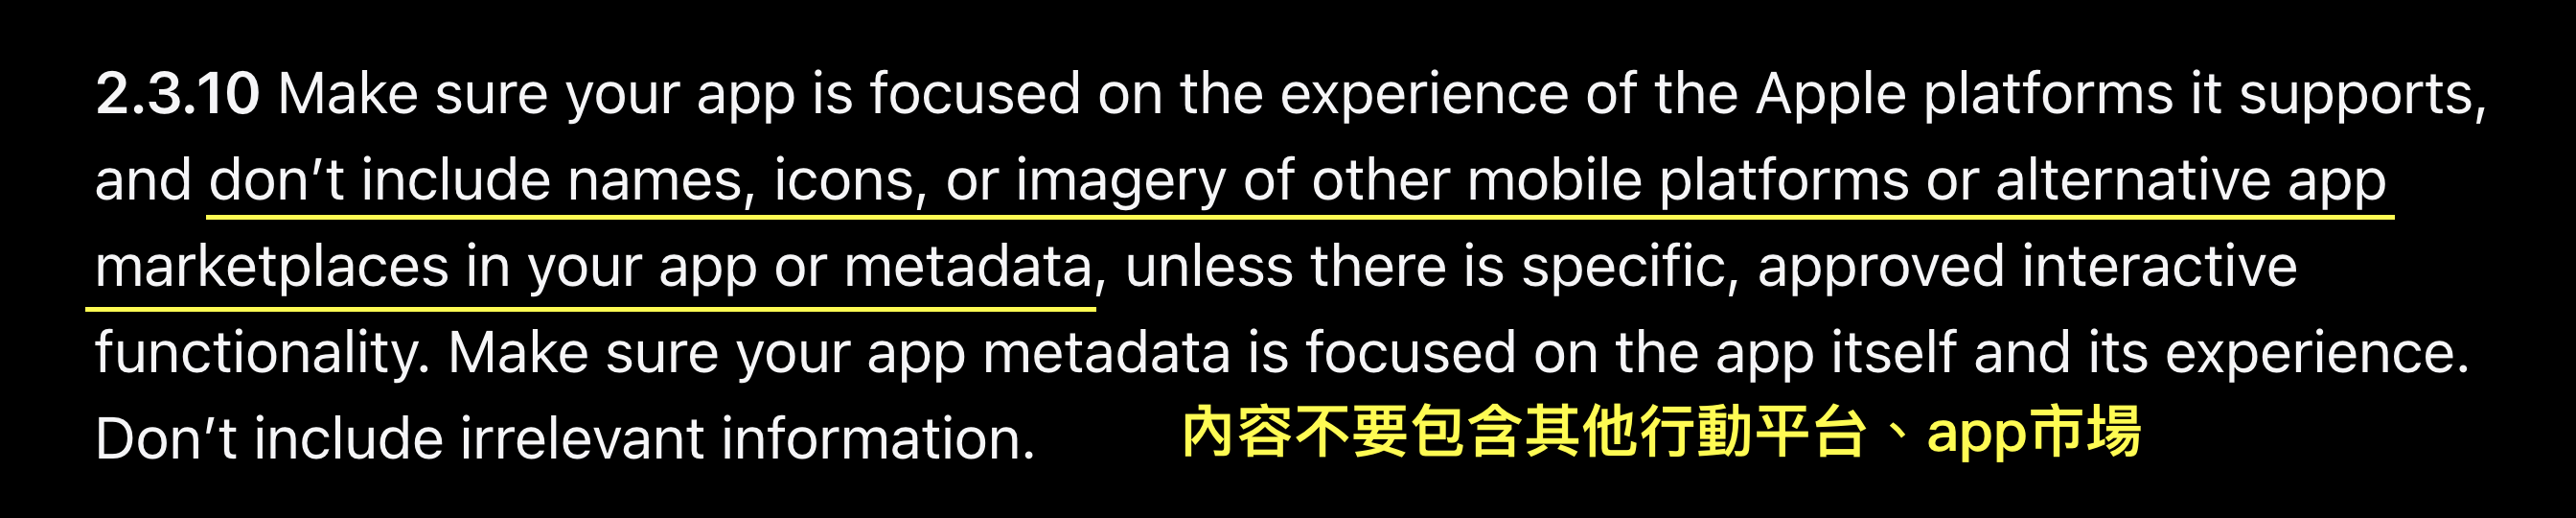 2.3.10 Make sure your app is focused on the experience of the Apple platforms it supports,
and don’t include names, icons, or imagery of other mobile platforms or alternative app
marketplaces in your app or metadata, unless there is specific, approved interactive
functionality. Make sure your app metadata is focused on the app itself and its experience.
Don’t include irrelevant information.
內容不要包含其他行動平台、app市場